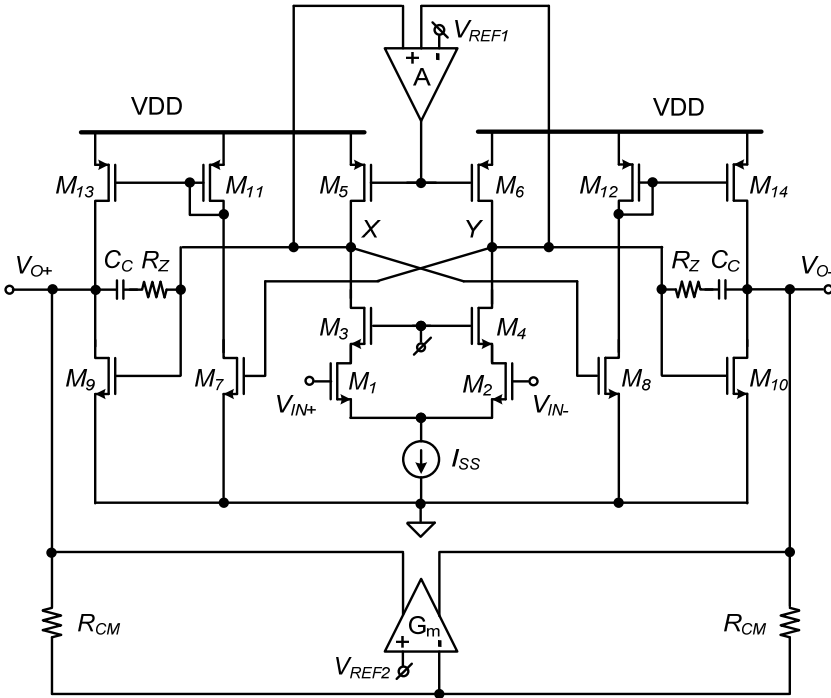 V_REF1
+ -
A
VDD VDD
M13 M11 M5 M6 M12 M14
X Y
VO+ CC RZ RZ CC VO-
M3 M4
M9 M7 M1 M2 M8 M10
VIN+ VIN-
ISS
RCM Gm RCM
+ -
VREF2